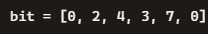 bit = [0, 2, 4, 3, 7, 0]